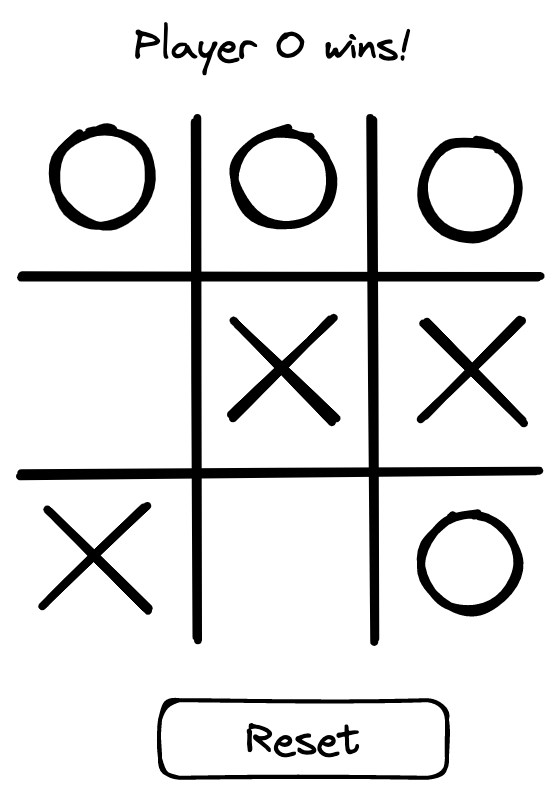 Player O wins!
O O O
X X
X O
Reset